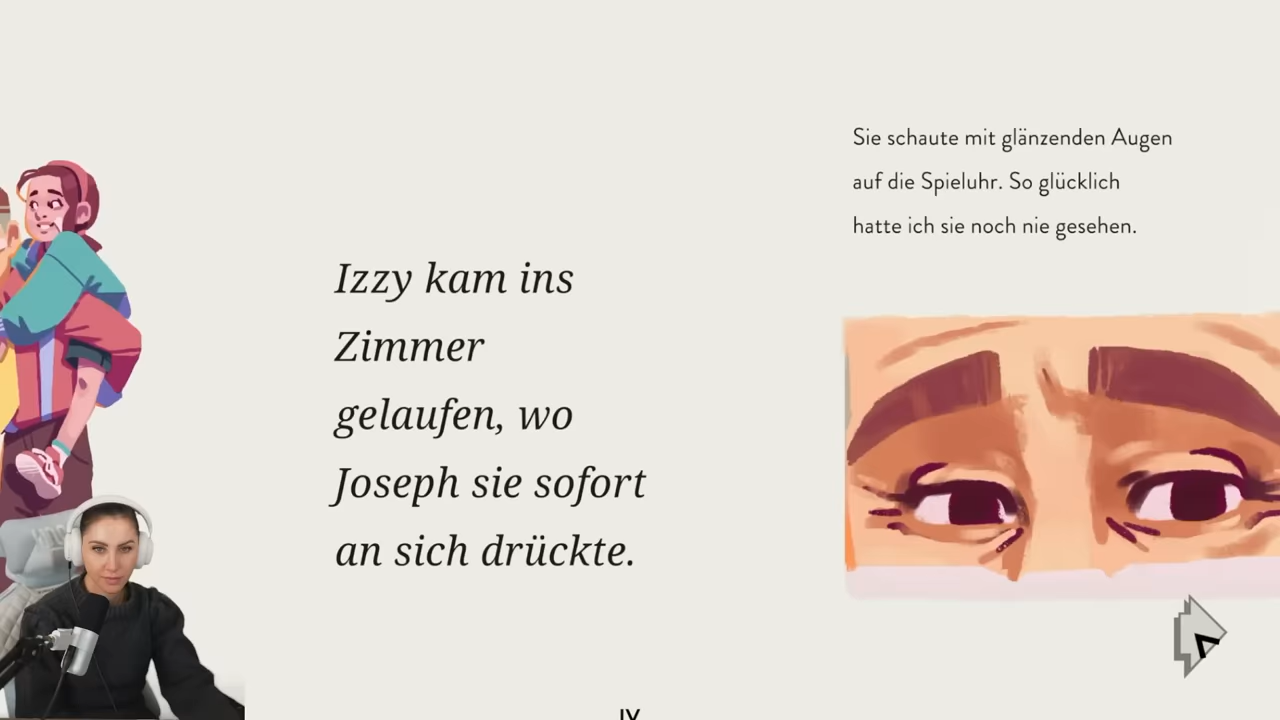 Izzy kam ins
Zimmer
gelaufen, wo
Joseph sie sofort
an sich drückte.
Sie schaute mit glänzenden Augen
auf die Spieluhr. So glücklich
hatte ich sie noch nie gesehen.